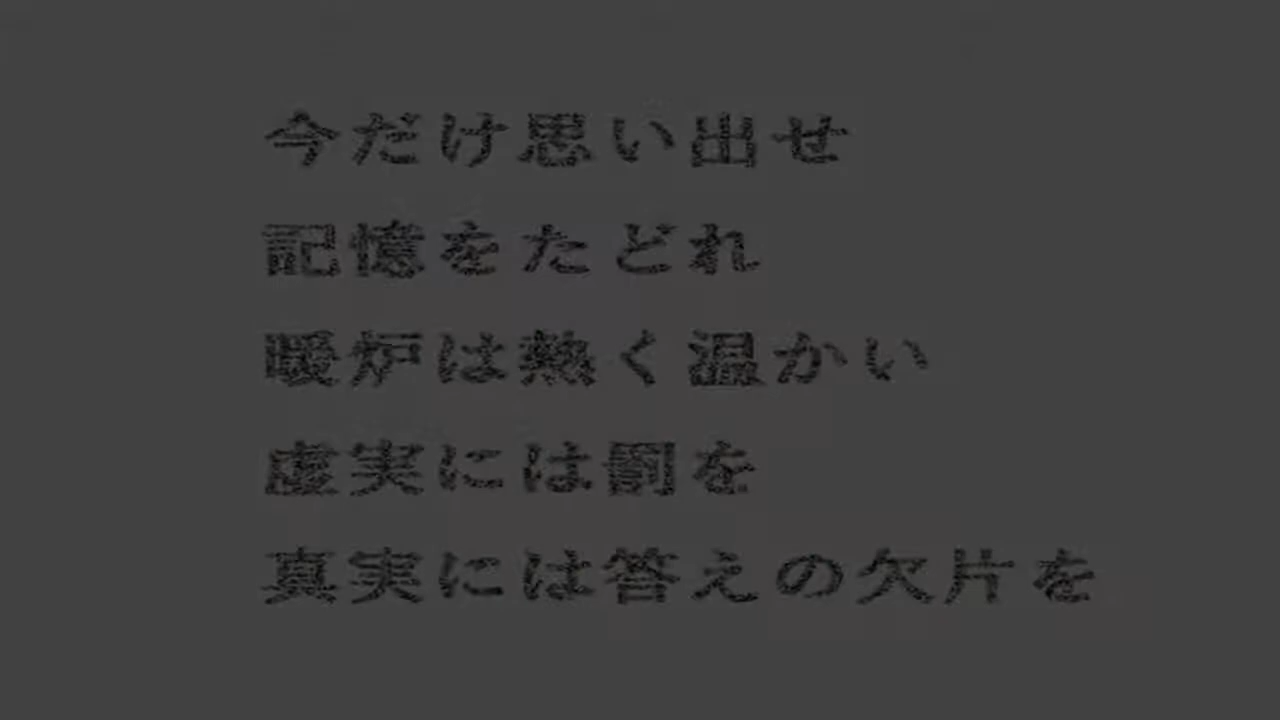 今だけ思い出せ
記憶をたどれ
暖炉は熱く温かい
虚実には罰を
真実には答えの欠片を